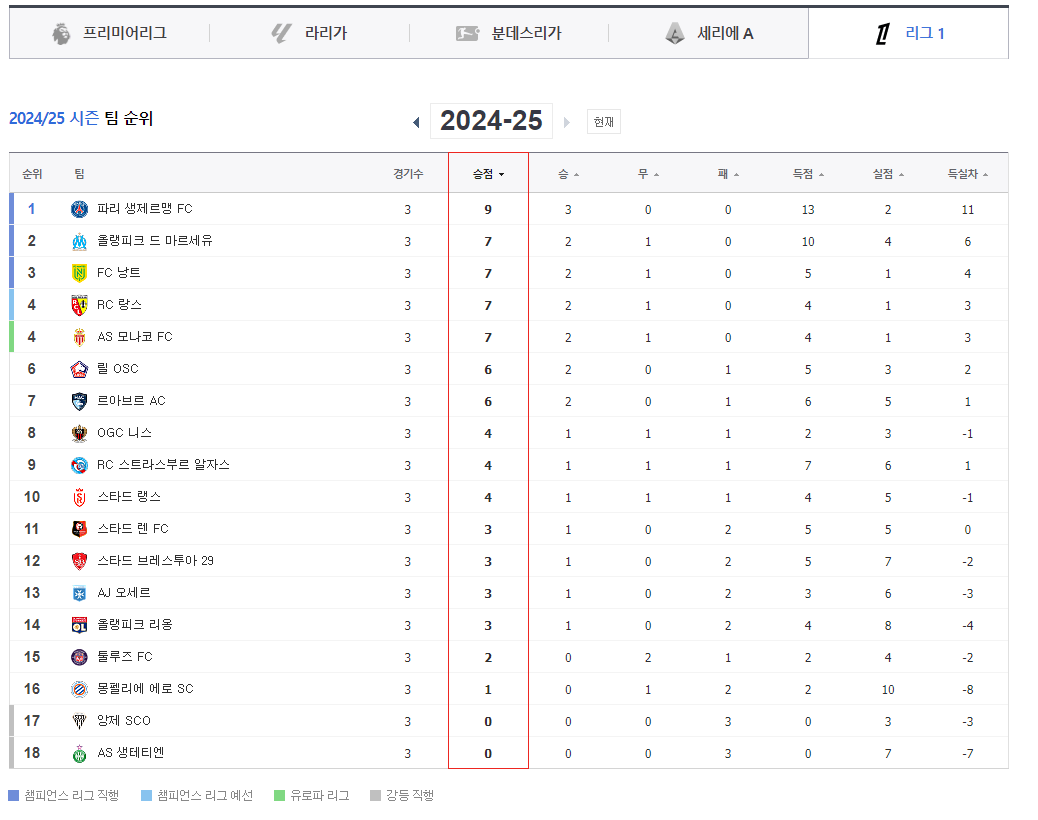 프리미어리그 라리가 분데스리가 세리에 A 리그 1
2024/25 시즌 팀 순위 2024-25 현재
순위 팀 경기수 승점 승 무 패 득점 실점 득실차
1 파리 생제르맹 FC 3 9 3 0 0 13 2 11
2 올랭피크 드 마르세유 3 7 2 1 0 10 4 6
3 FC 낭트 3 7 2 1 0 5 1 4
4 RC 랑스 3 7 2 1 0 4 1 3
4 AS 모나코 FC 3 7 2 1 0 4 1 3
6 릴 OSC 3 6 2 0 1 5 3 2
7 르아브르 AC 3 6 2 0 1 6 5 1
8 OGC 니스 3 4 1 1 1 2 3 -1
9 RC 스트라스부르 알자스 3 4 1 1 1 7 6 1
10 스타드 랭스 3 4 1 1 1 4 5 -1
11 스타드 렌 FC 3 3 1 0 2 5 5 0
12 스타드 브레스투아 29 3 3 1 0 2 5 7 -2
13 AJ 오세르 3 3 1 0 2 3 6 -3
14 올랭피크 리옹 3 3 1 0 2 4 8 -4
15 툴루즈 FC 3 2 0 2 1 2 4 -2
16 몽펠리에 에로 SC 3 1 0 1 2 2 10 -8
17 앙제 SCO 3 0 0 0 3 0 3 -3
18 AS 생테티엔 3 0 0 0 3 0 7 -7
챔피언스 리그 직행 챔피언스 리그 예선 유로파 리그 강등 직행